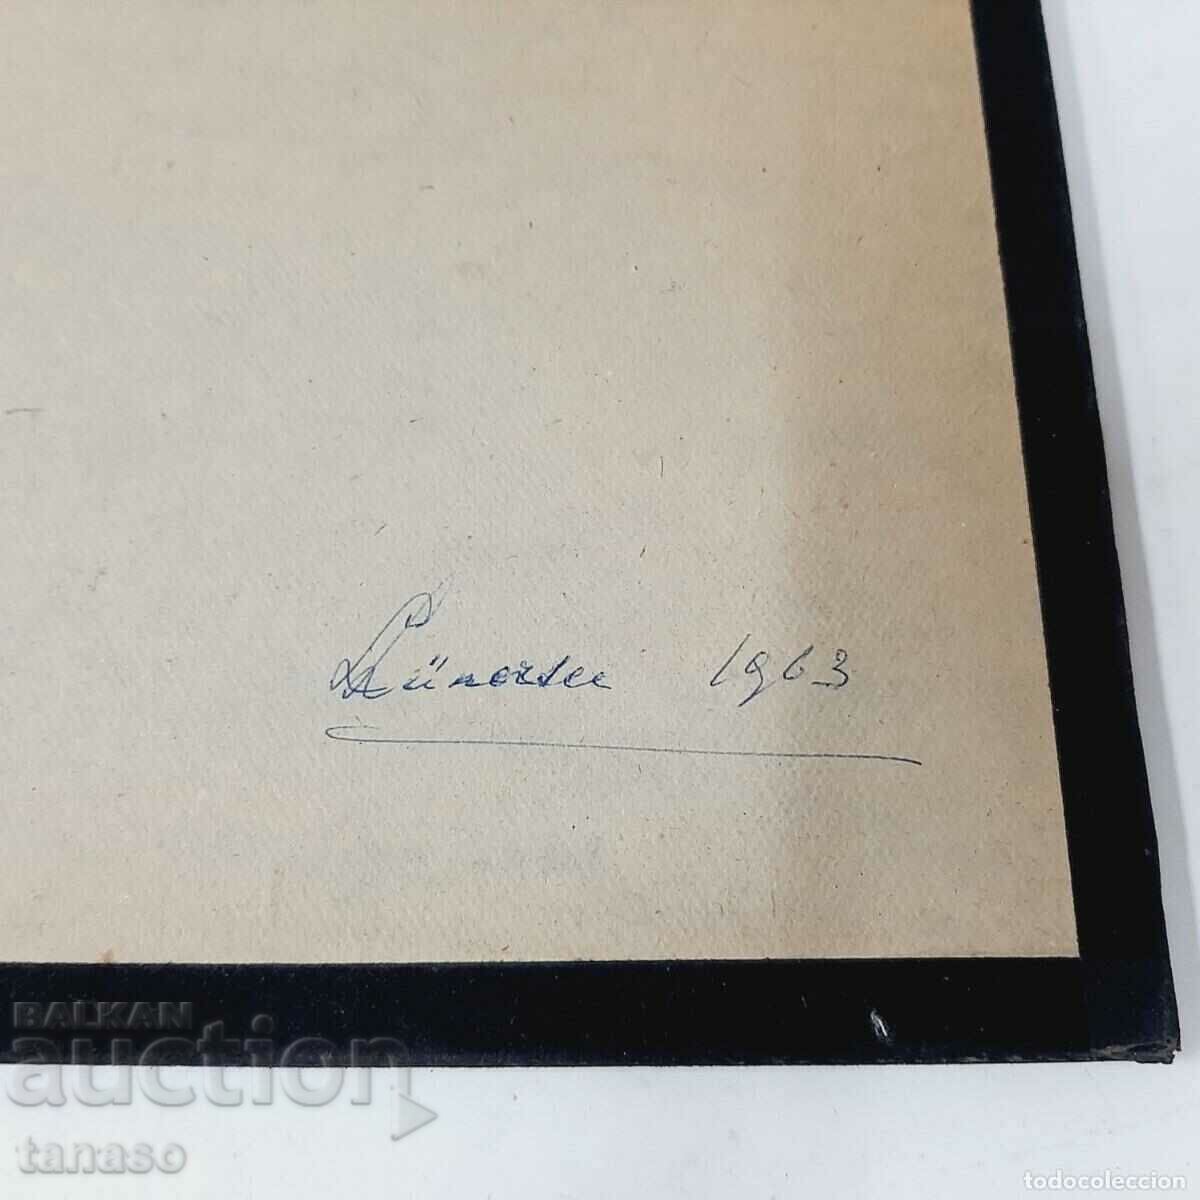 Lünersee 1963
BALKAN
auction
tanaso
todocoleccion